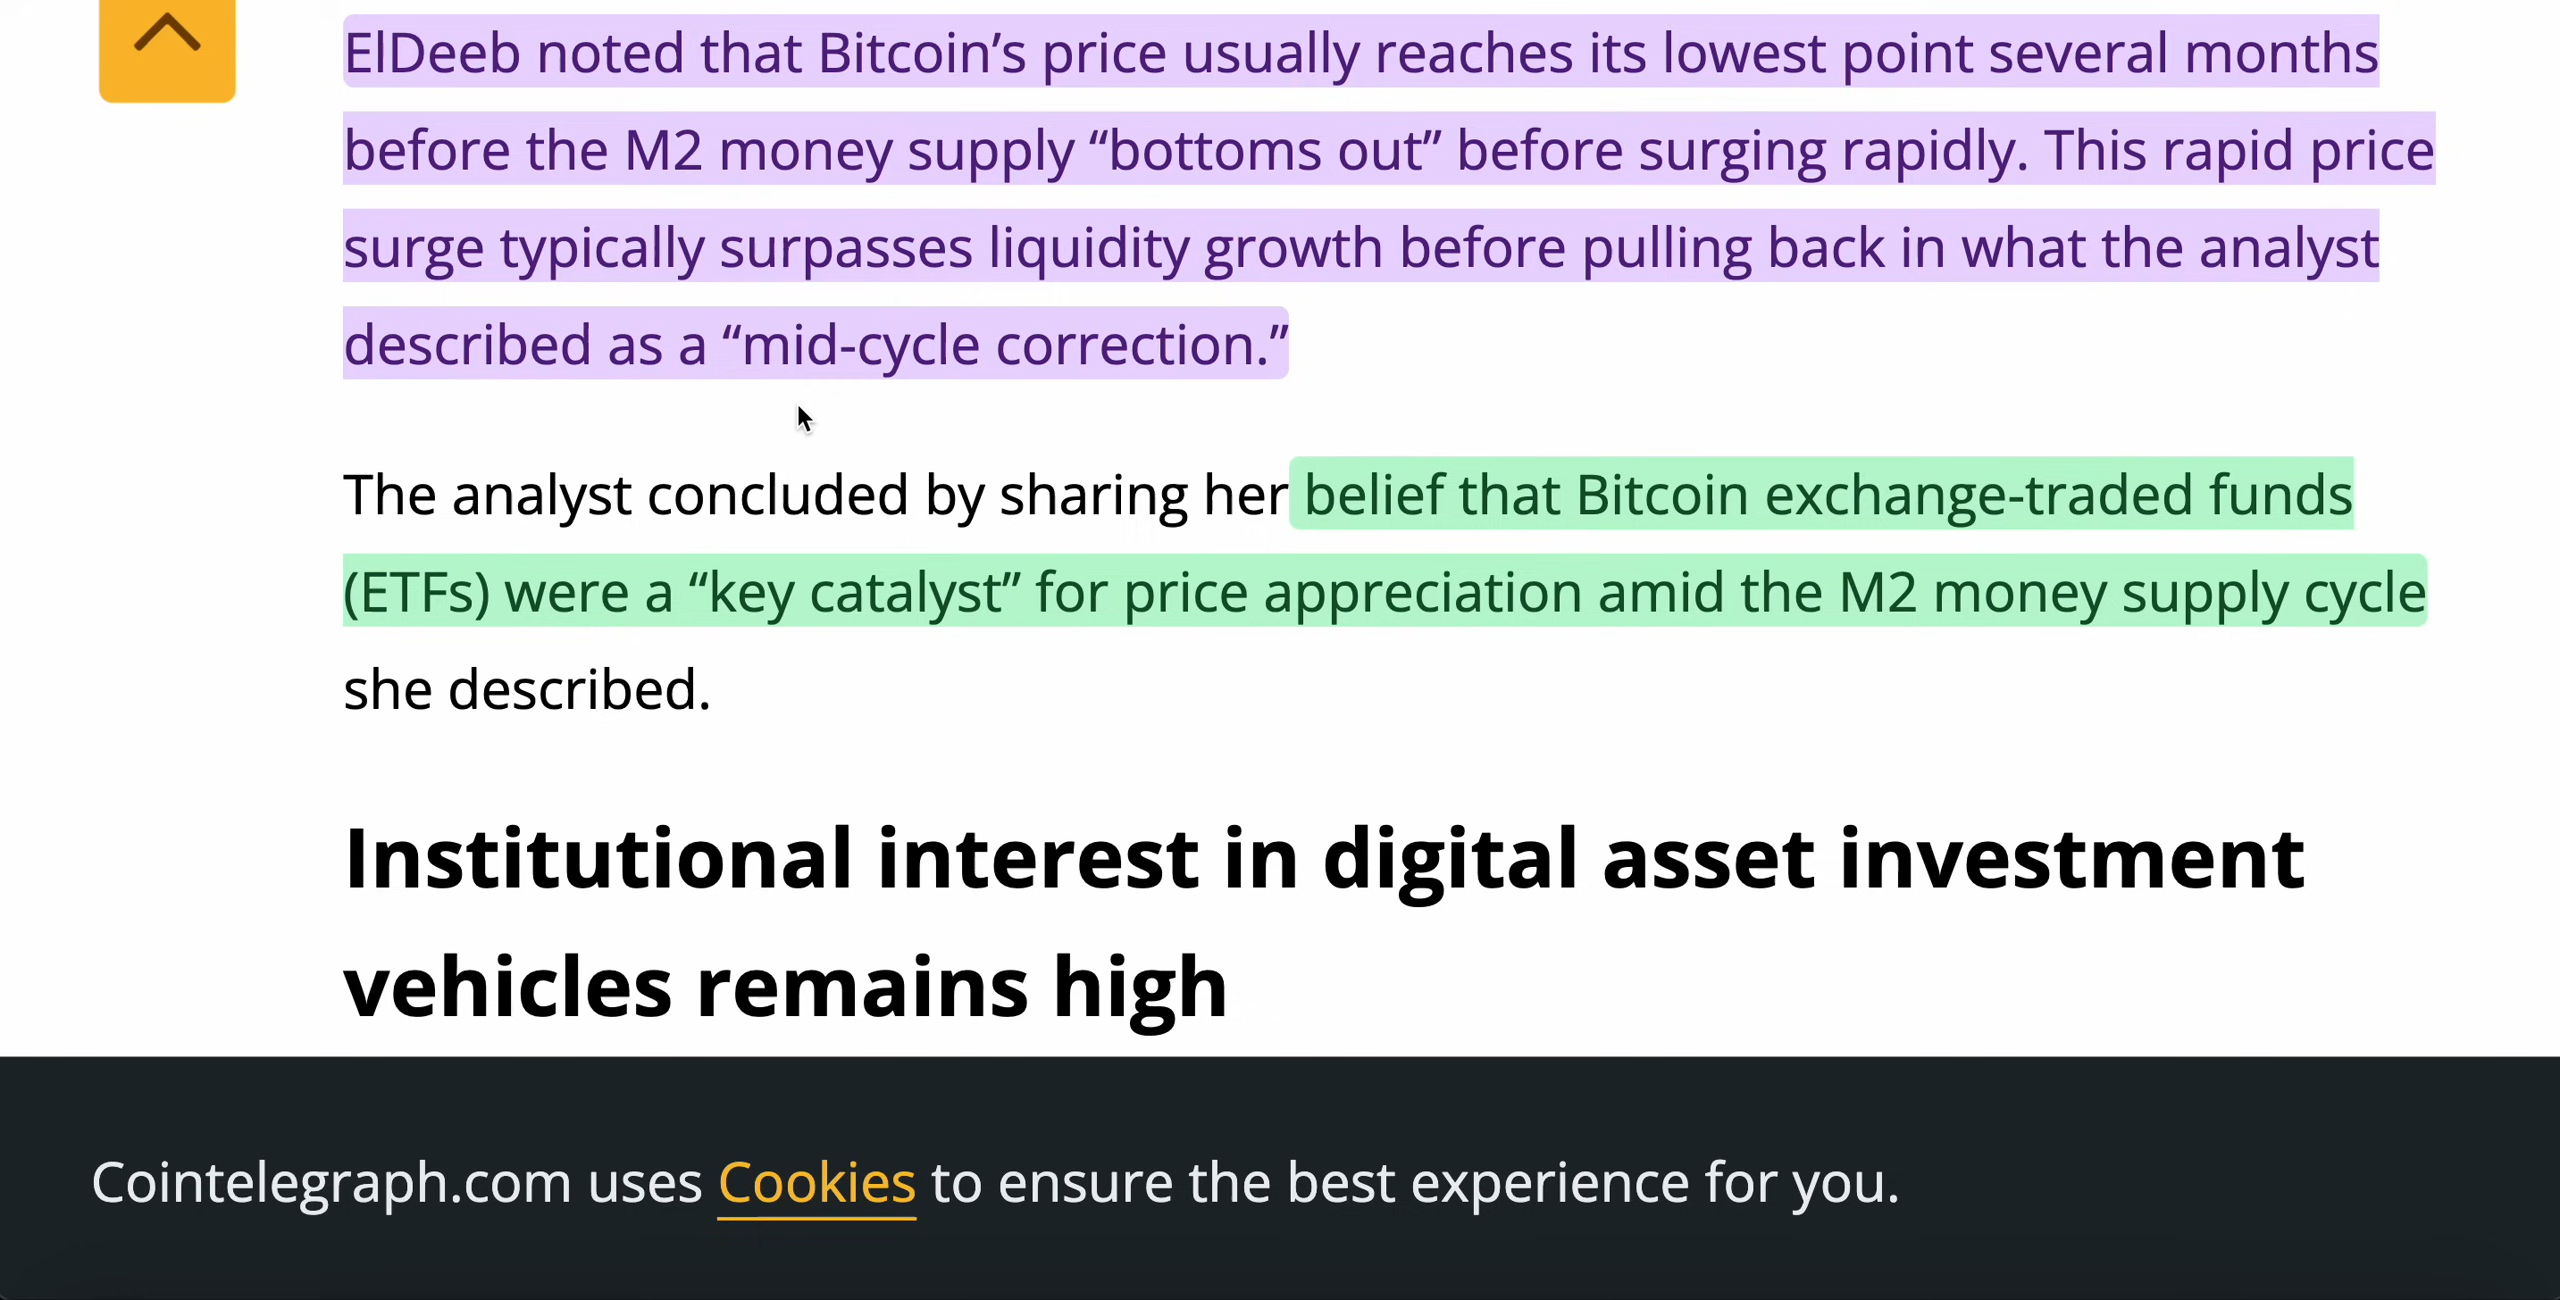 ElDeeb noted that Bitcoin’s price usually reaches its lowest point several months
before the M2 money supply “bottoms out” before surging rapidly. This rapid price
surge typically surpasses liquidity growth before pulling back in what the analyst
described as a “mid-cycle correction.”
The analyst concluded by sharing her belief that Bitcoin exchange-traded funds
(ETFs) were a “key catalyst” for price appreciation amid the M2 money supply cycle
she described.
Institutional interest in digital asset investment
vehicles remains high
Cointelegraph.com uses Cookies to ensure the best experience for you.